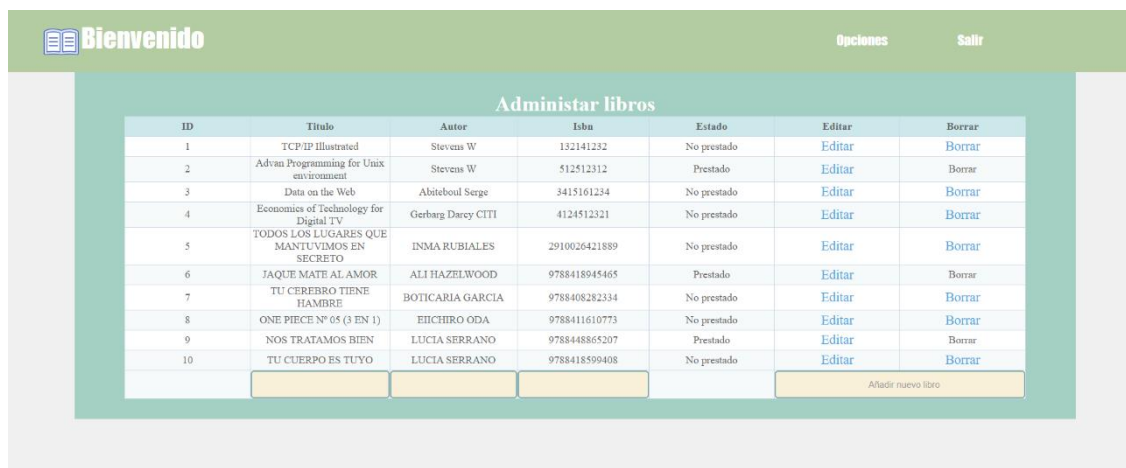 Bienvenido
Opciones Salir
Administar libros
ID Titulo Autor Isbn Estado Editar Borrar
1 TCP/IP Illustrated Stevens W 132141232 No prestado Editar Borrar
2 Advan Programming for Unix
environment Stevens W 512512312 Prestado Editar Borrar
3 Data on the Web Abiteboul Serge 3415161234 No prestado Editar Borrar
4 Economics of Technology for
Digital TV Gerbarg Darcy CITI 4124512321 No prestado Editar Borrar
5 TODOS LOS LUGARES QUE
MANTUVIMOS EN
SECRETO INMA RUBIALES 2910026421889 No prestado Editar Borrar
6 JAQUE MATE AL AMOR ALI HAZELWOOD 9788418945465 Prestado Editar Borrar
7 TU CEREBRO TIENE
HAMBRE BOTICARIA GARCIA 9788408282334 No prestado Editar Borrar
8 ONE PIECE Nº 05 (3 EN 1) EIICHIRO ODA 9788411610773 No prestado Editar Borrar
9 NOS TRATAMOS BIEN LUCIA SERRANO 9788448865207 Prestado Editar Borrar
10 TU CUERPO ES TUYO LUCIA SERRANO 9788418599408 No prestado Editar Borrar
Añadir nuevo libro